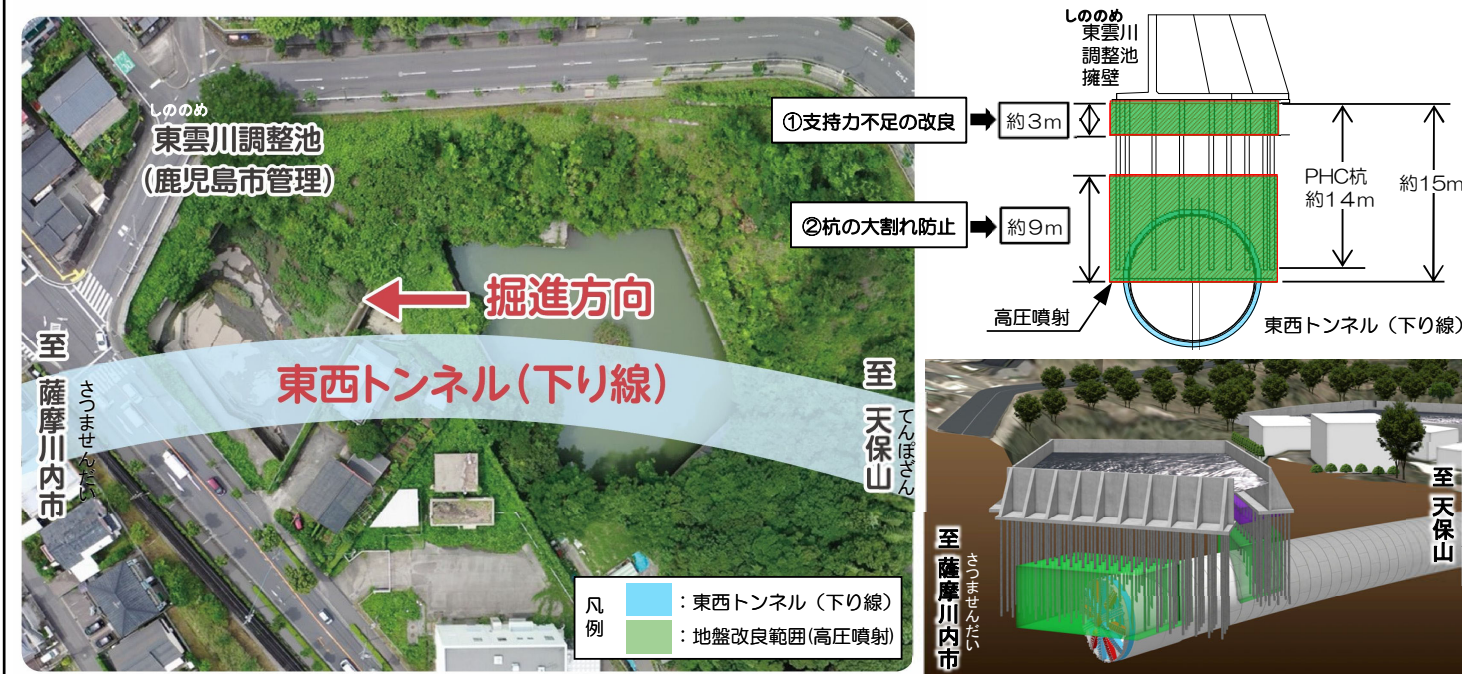 しののめ
東雲川調整池
(鹿児島市管理)
掘進方向
東西トンネル(下り線)
至 薩摩川内市
さつませんだい
至 天保山
てんぽざん
凡例
:東西トンネル(下り線)
:地盤改良範囲(高圧噴射)
しののめ
東雲川
調整池
擁壁
①支持力不足の改良
約3m
②杭の大割れ防止
約9m
PHC杭
約14m
約15m
高圧噴射
東西トンネル(下り線)
至 天保山
至 薩摩川内市
さつませんだい